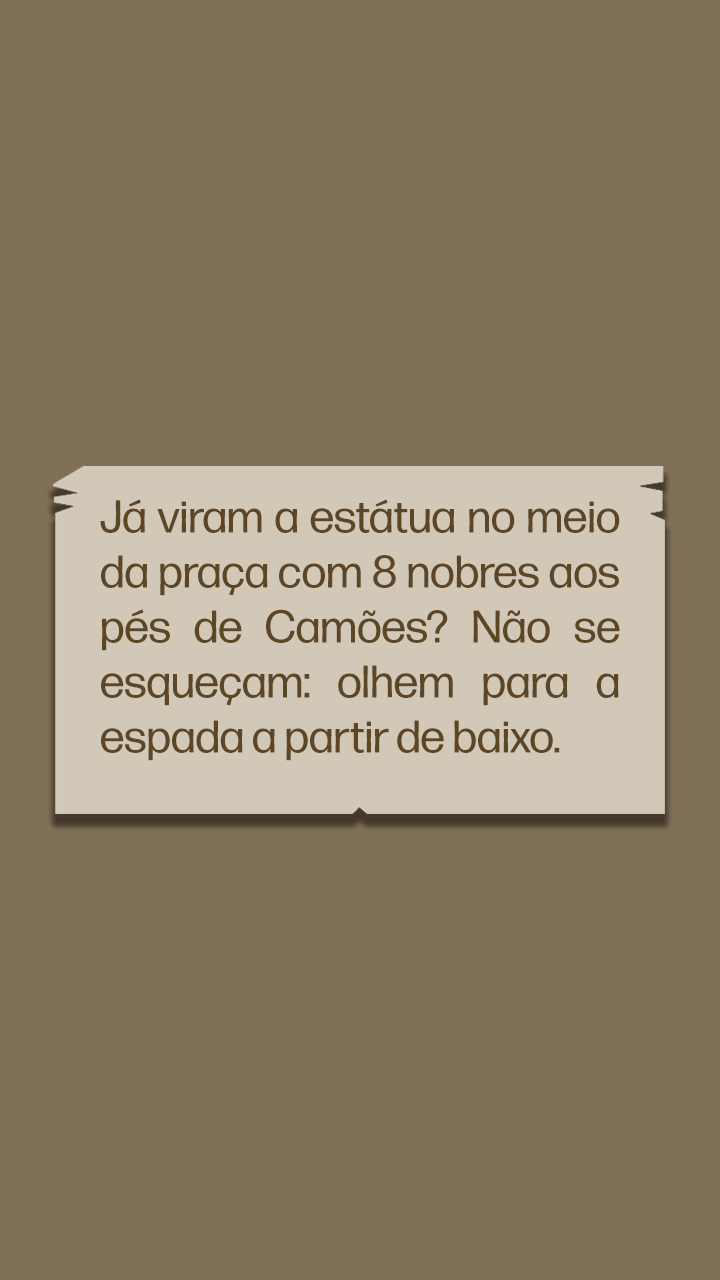 Já viram a estátua no meio
da praça com 8 nobres aos
pés de Camões? Não se
esqueçam: olhem para a
espada a partir de baixo.